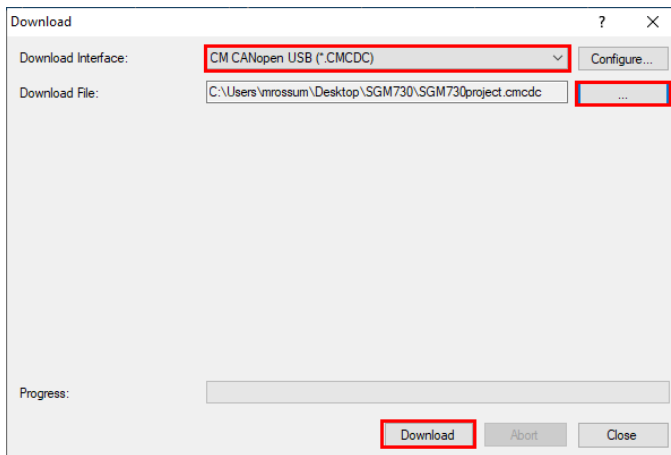 Download ? X
Download Interface: CM CANopen USB (*.CMCDC) Configure...
Download File: C:\Users\mrossum\Desktop\SGM730\SGM730project.cmcdc ...
Progress:
Download Abort Close